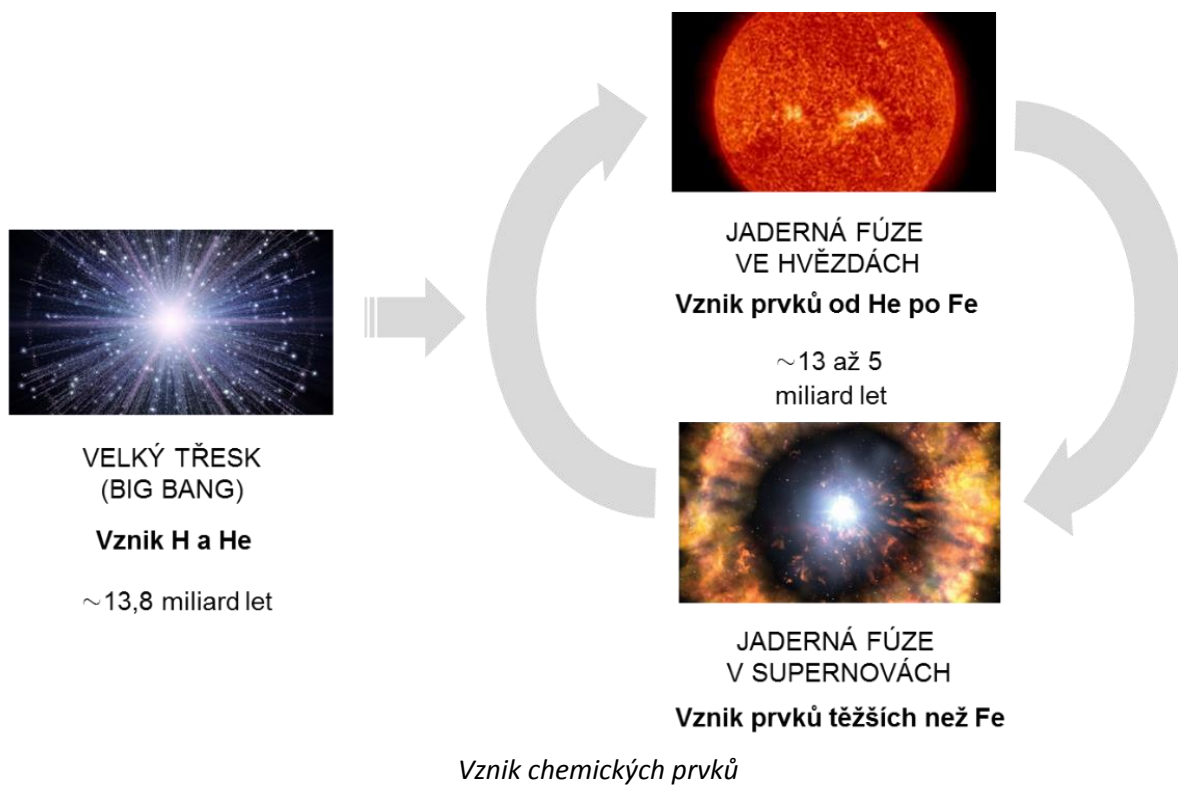 VELKÝ TŘESK
(BIG BANG)
Vznik H a He
~13,8 miliard let
JADERNÁ FÚZE
VE HVĚZDÁCH
Vznik prvků od He po Fe
~13 až 5
miliard let
JADERNÁ FÚZE
V SUPERNOVÁCH
Vznik prvků těžších než Fe
Vznik chemických prvků